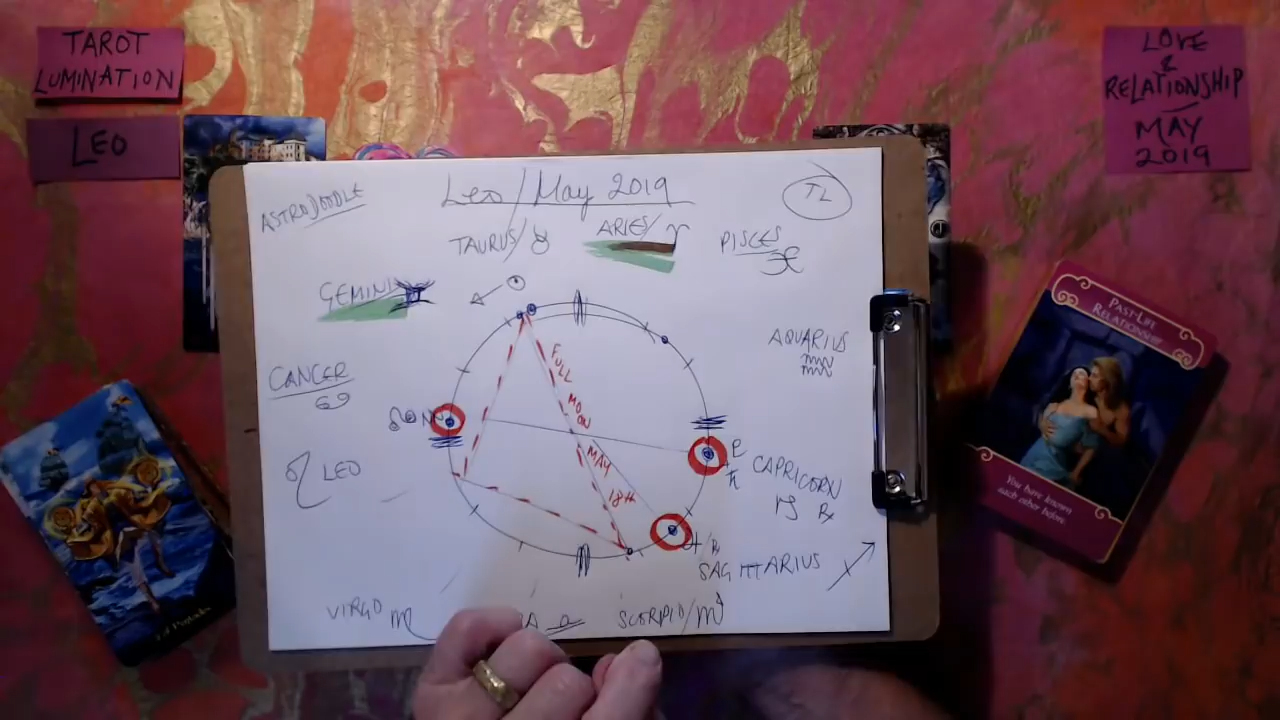 TAROT
LUMINATION
LEO
LOVE
&
RELATIONSHIP
MAY
2019
ASTRODOODLE
Leo/May 2019
TL
TAURUS/♉
ARIES/♈
PISCES
♓
GEMINI ♊
AQUARIUS
♒
CANCER
♋
♌ LEO
FULL
MOON
MAY
18th
CAPRICORN
♑ ℞
SAGITTARIUS
VIRGO ♍
SCORPIO/♏
PAST-LIFE
RELATIONSHIP
You have known
each other before.